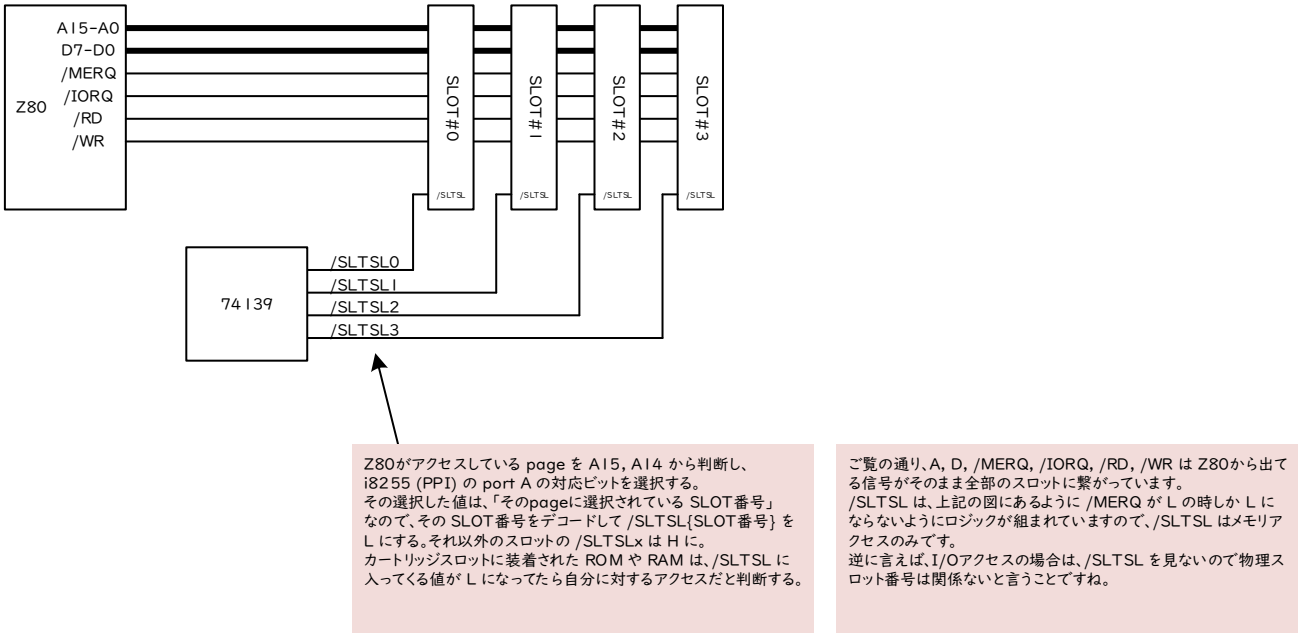 A15-A0
D7-D0
/MERQ
/IORQ
/RD
/WR
Z80
SLOT#0
SLOT#1
SLOT#2
SLOT#3
/SLTSL
/SLTSL
/SLTSL
/SLTSL
74139
/SLTSL0
/SLTSL1
/SLTSL2
/SLTSL3
Z80がアクセスしている page を A15, A14 から判断し、
i8255 (PPI) の port A の対応ビットを選択する。
その選択した値は、「そのpageに選択されている SLOT番号」
なので、その SLOT番号をデコードして /SLTSL{SLOT番号} を
L にする。それ以外のスロットの /SLTSLx は H に。
カートリッジスロットに装着された ROM や RAM は、/SLTSL に
入ってくる値が L になってたら自分に対するアクセスだと判断する。
ご覧の通り、A, D, /MERQ, /IORQ, /RD, /WR は Z80から出て
る信号がそのまま全部のスロットに繋がっています。
/SLTSL は、上記の図にあるように /MERQ が L の時しか L に
ならないようにロジックが組まれていますので、/SLTSL はメモリア
クセスのみです。
逆に言えば、I/Oアクセスの場合は、/SLTSL を見ないので物理ス
ロット番号は関係ないと言うことですね。